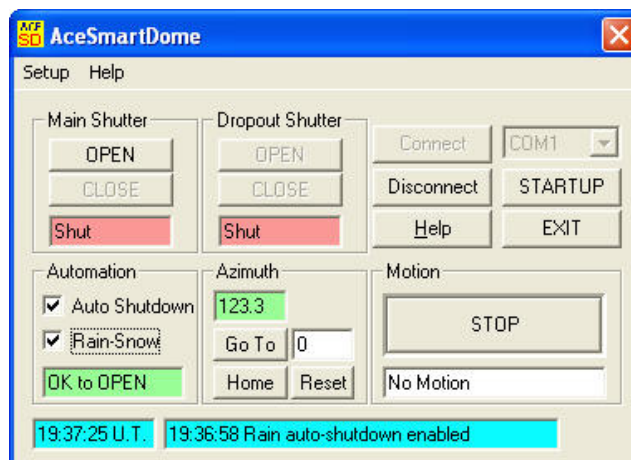 ACE SD AceSmartDome
Setup Help
Main Shutter
OPEN
CLOSE
Shut
Dropout Shutter
OPEN
CLOSE
Shut
Connect COM1
Disconnect STARTUP
Help EXIT
Automation
Auto Shutdown
Rain-Snow
OK to OPEN
Azimuth
123.3
Go To 0
Home Reset
Motion
STOP
No Motion
19:37:25 U.T. 19:36:58 Rain auto-shutdown enabled